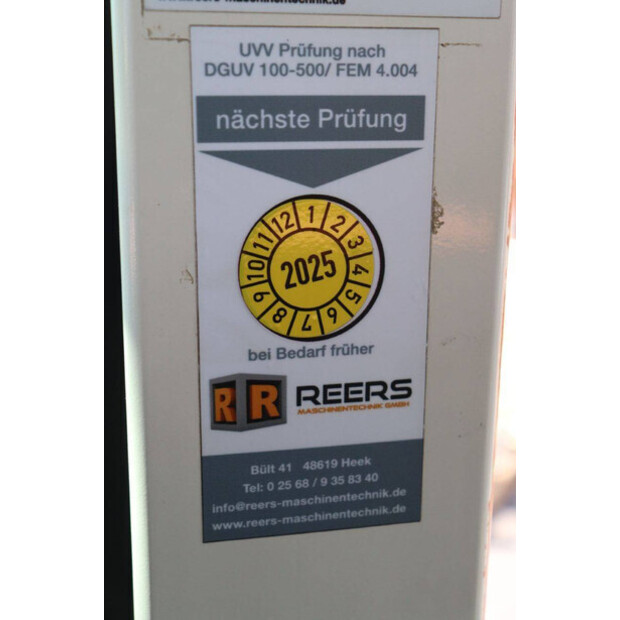 UVV Prüfung nach
DGUV 100-500/ FEM 4.004
nächste Prüfung
1 2 3 4 5 6 7 8 9 10 11 12
2025
bei Bedarf früher
R R REERS
MASCHINENTECHNIK GMBH
Bült 41 48619 Heek
Tel: 0 25 68 / 9 35 83 40
info@reers-maschinentechnik.de
www.reers-maschinentechnik.de